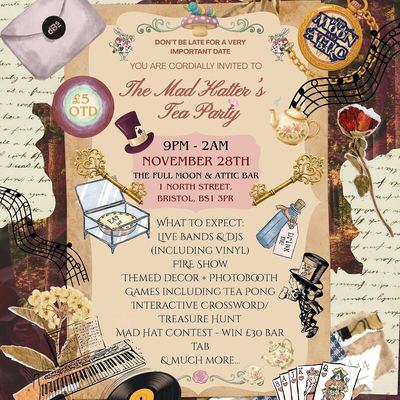 DON'T BE LATE FOR A VERY
IMPORTANT DATE
YOU ARE CORDIALLY INVITED TO
The Mad Hatter's
Tea Party
£5
OTD
9PM - 2AM
NOVEMBER 28TH
THE FULL MOON & ATTIC BAR
1 NORTH STREET,
BRISTOL, BS1 3PR
EAT
ME
DRINK
ME
WHAT TO EXPECT:
LIVE BANDS & DJS
(INCLUDING VINYL)
FIRE SHOW
THEMED DECOR + PHOTOBOOTH
GAMES INCLUDING TEA PONG
INTERACTIVE CROSSWORD/
TREASURE HUNT
MAD HAT CONTEST - WIN £30 BAR
TAB
& MUCH MORE...